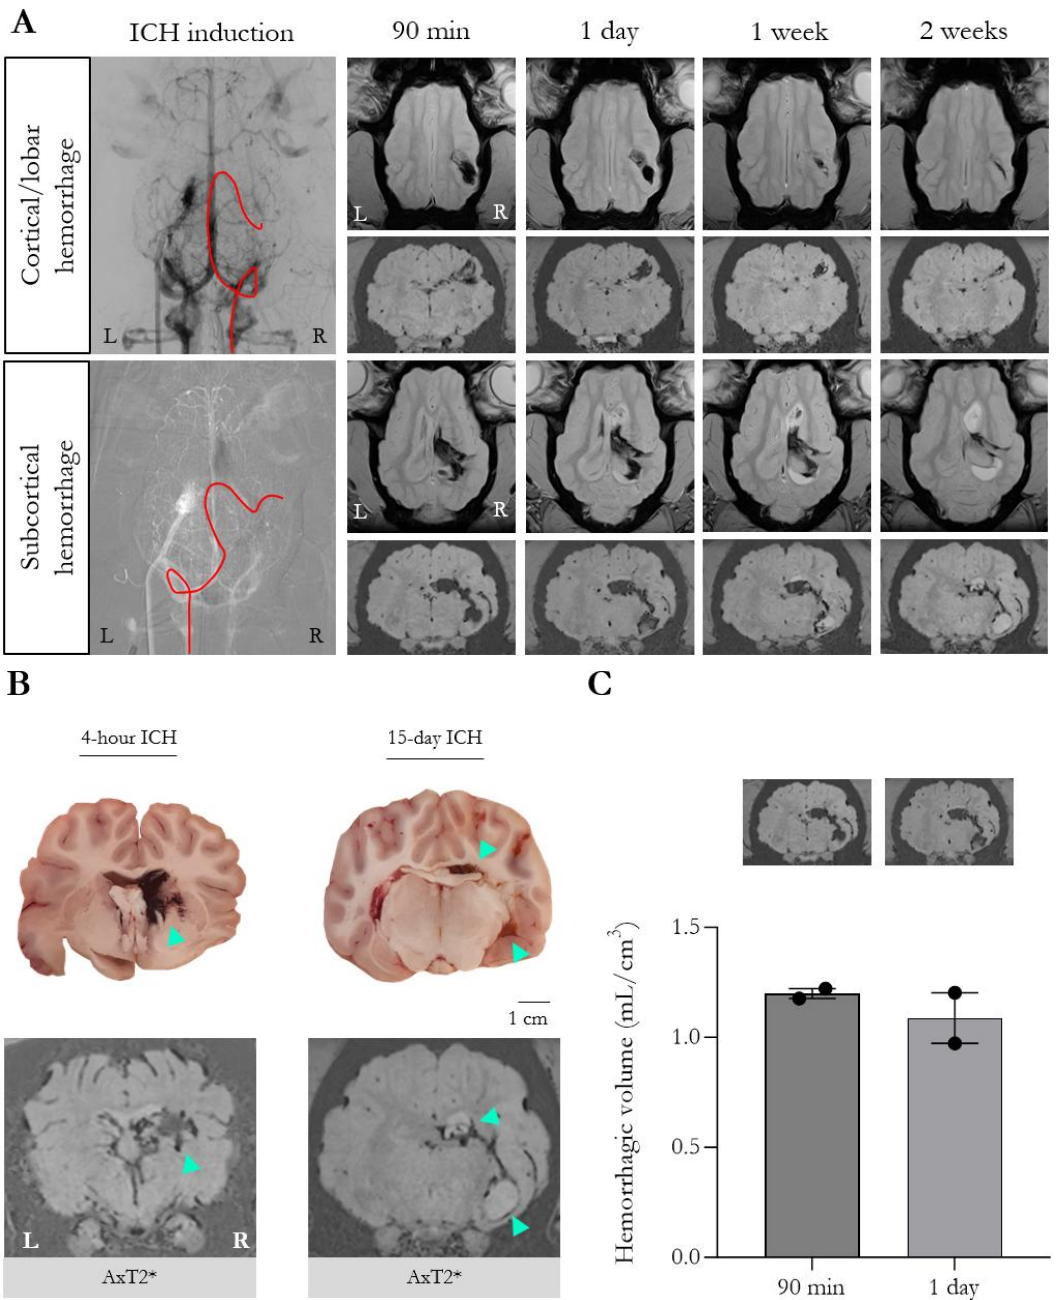 A
ICH induction
90 min
1 day
1 week
2 weeks
Cortical/lobar
hemorrhage
L
R
L
R
Subcortical
hemorrhage
L
R
L
R
B
C
4-hour ICH
15-day ICH
1 cm
L
R
AxT2*
AxT2*
Hemorrhagic volume (mL/cm³)
1.5
1.0
0.5
0.0
90 min
1 day